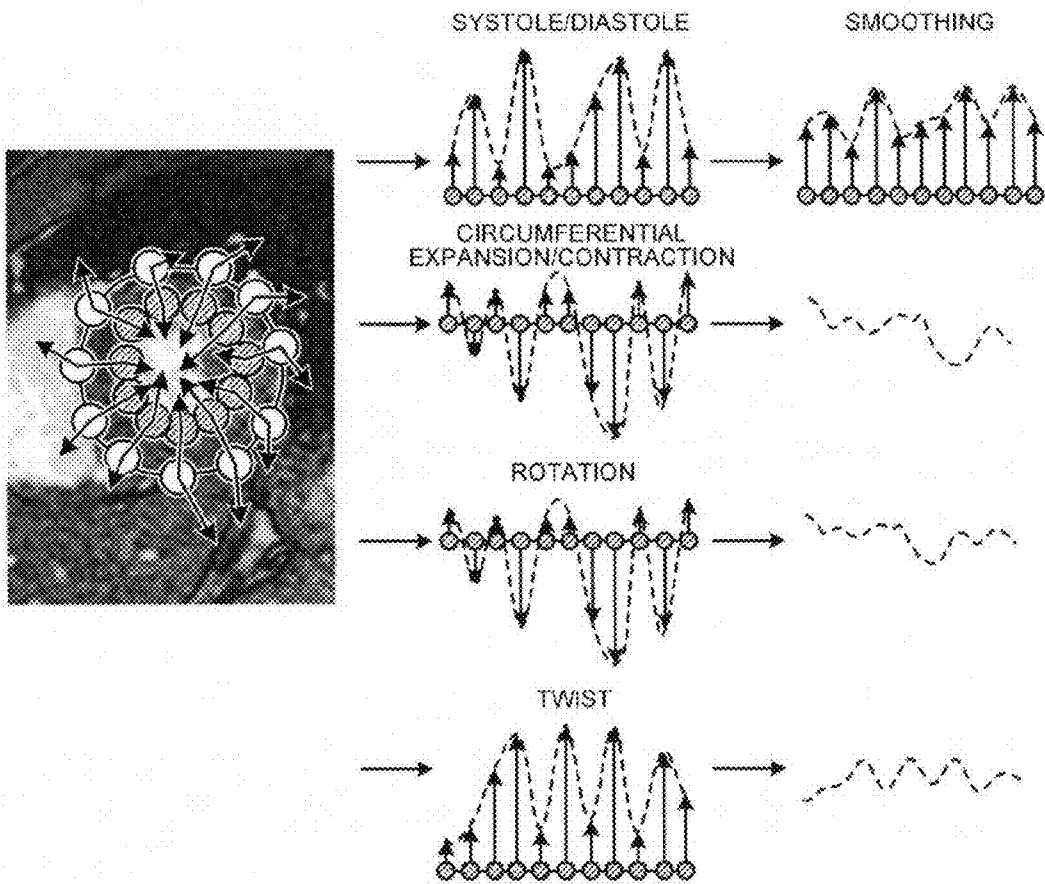 SYSTOLE/DIASTOLE
SMOOTHING
CIRCUMFERENTIAL
EXPANSION/CONTRACTION
ROTATION
TWIST